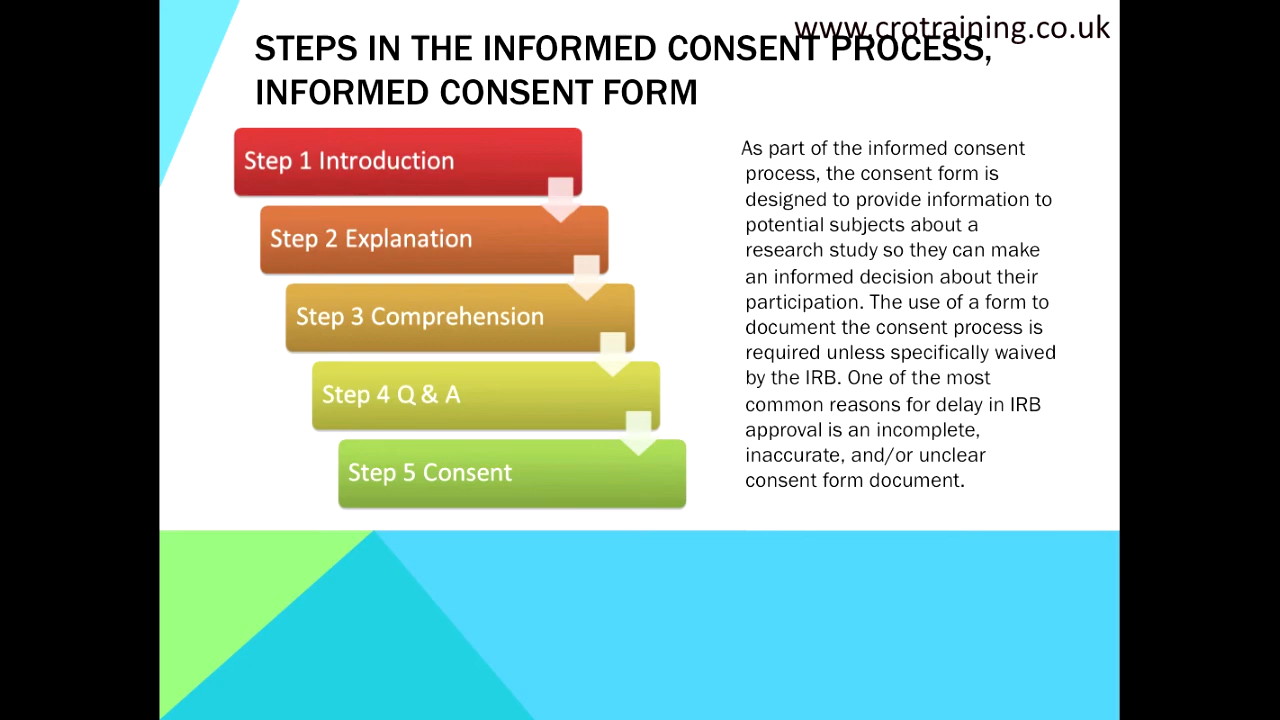 www.crotraining.co.uk
STEPS IN THE INFORMED CONSENT PROCESS,
INFORMED CONSENT FORM
Step 1 Introduction
Step 2 Explanation
Step 3 Comprehension
Step 4 Q & A
Step 5 Consent
As part of the informed consent
process, the consent form is
designed to provide information to
potential subjects about a
research study so they can make
an informed decision about their
participation. The use of a form to
document the consent process is
required unless specifically waived
by the IRB. One of the most
common reasons for delay in IRB
approval is an incomplete,
inaccurate, and/or unclear
consent form document.